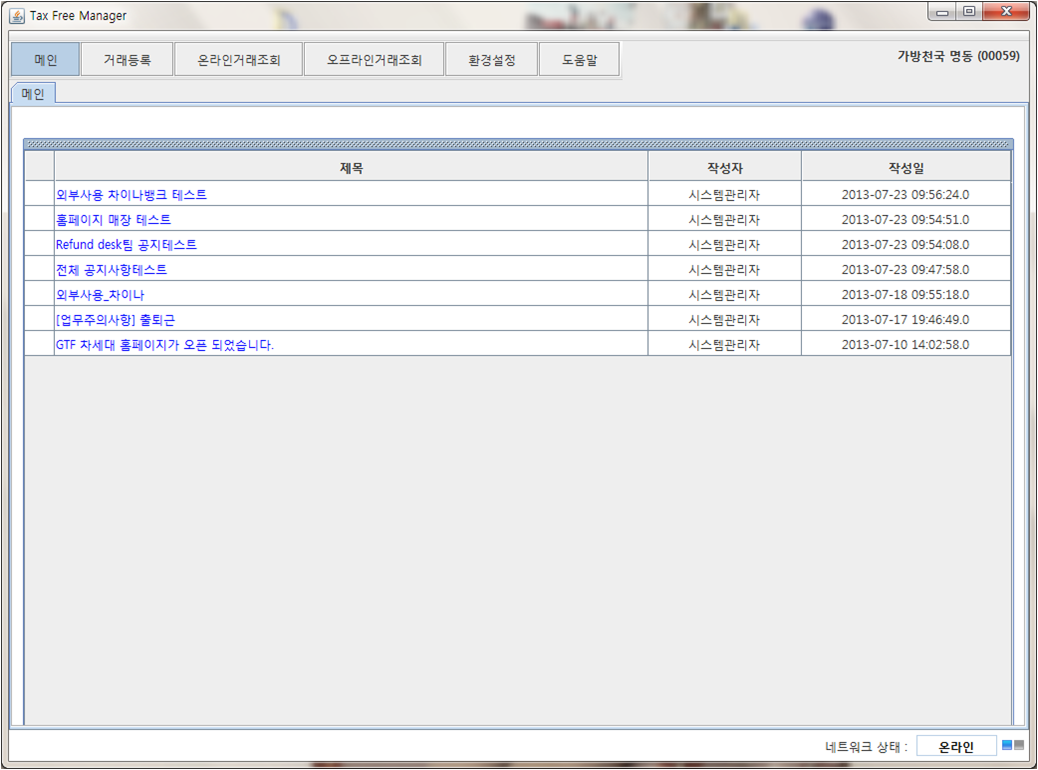 Tax Free Manager
메인 거래등록 온라인거래조회 오프라인거래조회 환경설정 도움말 가방천국 명동 (00059)
메인
제목 작성자 작성일
외부사용 차이나뱅크 테스트 시스템관리자 2013-07-23 09:56:24.0
홈페이지 매장 테스트 시스템관리자 2013-07-23 09:54:51.0
Refund desk팀 공지테스트 시스템관리자 2013-07-23 09:54:08.0
전체 공지사항테스트 시스템관리자 2013-07-23 09:47:58.0
외부사용_차이나 시스템관리자 2013-07-18 09:55:18.0
[업무주의사항] 출퇴근 시스템관리자 2013-07-17 19:46:49.0
GTF 차세대 홈페이지가 오픈 되었습니다. 시스템관리자 2013-07-10 14:02:58.0
네트워크 상태 : 온라인